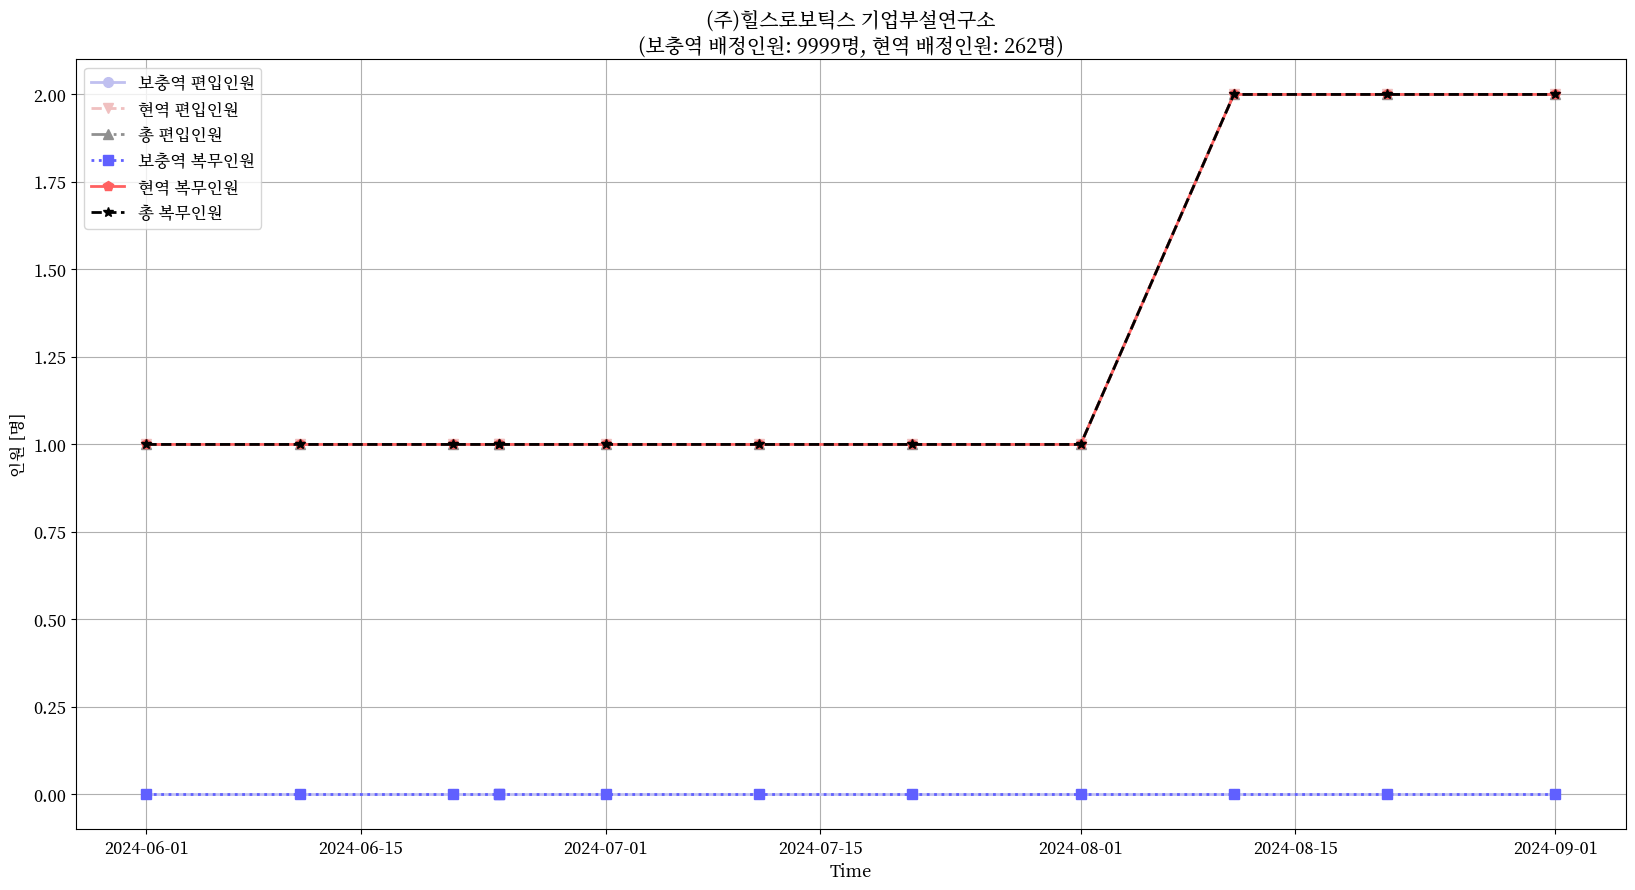 (주)힐스로보틱스 기업부설연구소
(보충역 배정인원: 9999명, 현역 배정인원: 262명)
보충역 편입인원
현역 편입인원
총 편입인원
보충역 복무인원
현역 복무인원
총 복무인원
2.00
1.75
1.50
1.25
1.00
0.75
0.50
0.25
0.00
인원 [명]
2024-06-01 2024-06-15 2024-07-01 2024-07-15 2024-08-01 2024-08-15 2024-09-01
Time